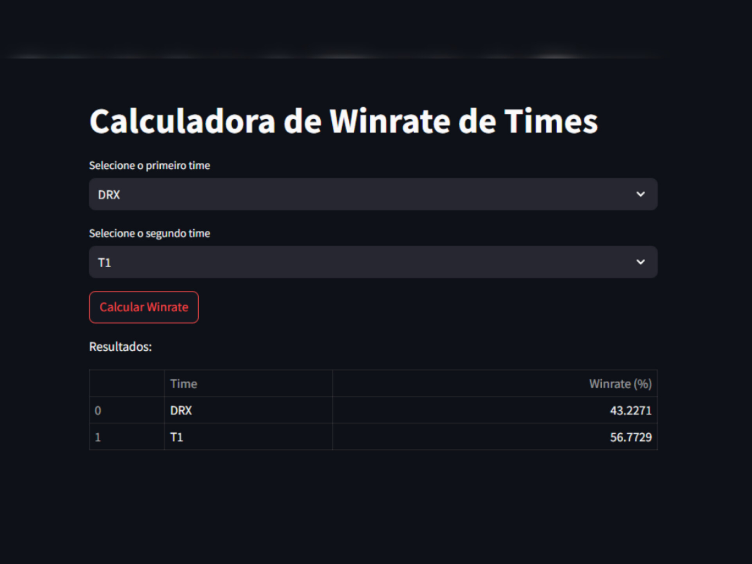 Calculadora de Winrate de Times
Selecione o primeiro time
DRX
Selecione o segundo time
T1
Calcular Winrate
Resultados:
Time Winrate (%)
0 DRX 43.2271
1 T1 56.7729